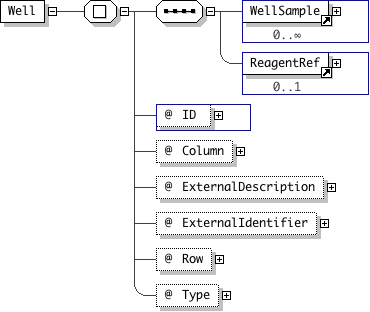 Well
WellSample
0..∞
ReagentRef
0..1
@ ID
@ Column
@ ExternalDescription
@ ExternalIdentifier
@ Row
@ Type